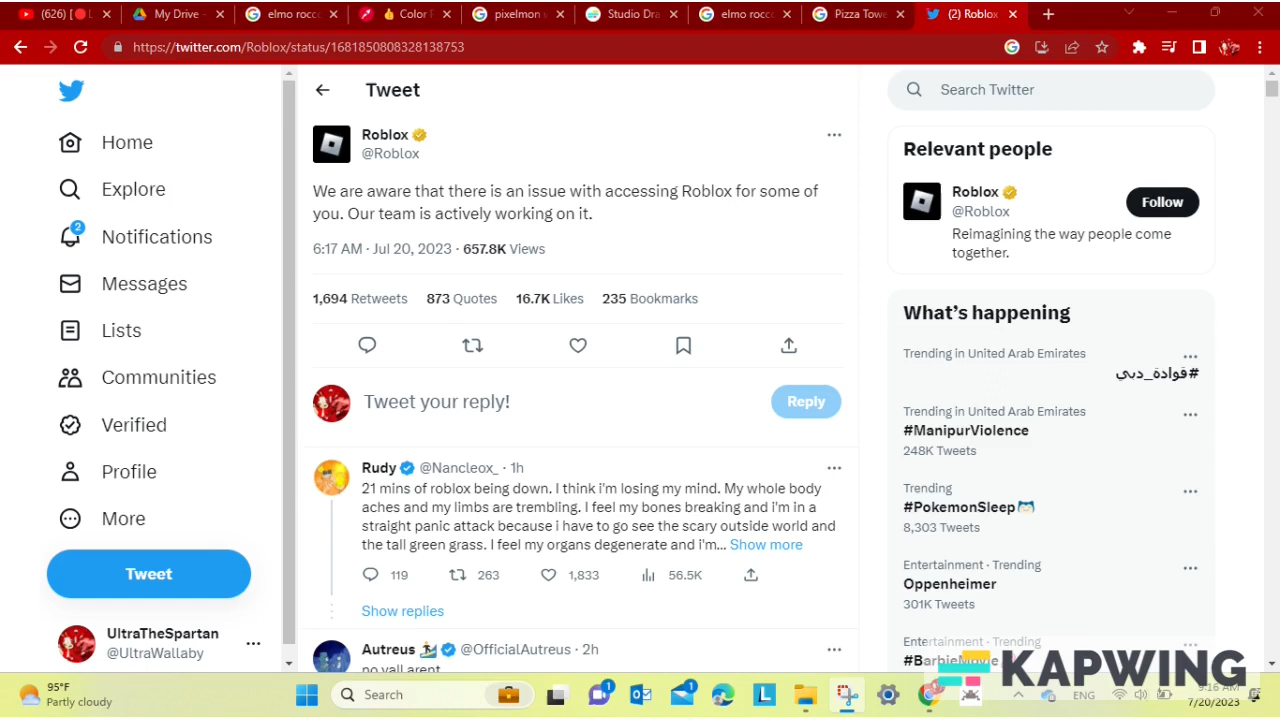 (626) 🔴 L
My Drive -
elmo rocco
👍 Color F
pixelmon w
Studio Dra
elmo rocco
Pizza Towe
(2) Roblox
https://twitter.com/Roblox/status/1681850808328138753
Home
Explore
2
Notifications
Messages
Lists
Communities
Verified
Profile
More
Tweet
UltraTheSpartan
@UltraWallaby
Tweet
Roblox
@Roblox
We are aware that there is an issue with accessing Roblox for some of
you. Our team is actively working on it.
6:17 AM · Jul 20, 2023 · 657.8K Views
1,694 Retweets 873 Quotes 16.7K Likes 235 Bookmarks
Tweet your reply!
Reply
Rudy @Nancleox_ · 1h
21 mins of roblox being down. I think i'm losing my mind. My whole body
aches and my limbs are trembling. I feel my bones breaking and i'm in a
straight panic attack because i have to go see the scary outside world and
the tall green grass. I feel my organs degenerate and i'm... Show more
119 263 1,833 56.5K
Show replies
Autreus 🏄 @OfficialAutreus · 2h
no yall arent
Search Twitter
Relevant people
Roblox
@Roblox
Follow
Reimagining the way people come
together.
What's happening
Trending in United Arab Emirates
#قوادة_دبي
Trending in United Arab Emirates
#ManipurViolence
248K Tweets
Trending
#PokemonSleep
8,303 Tweets
Entertainment · Trending
Oppenheimer
301K Tweets
Entertainment · Trending
#BarbieMovie
KAPWING
95°F
Partly cloudy
Search
1
1
L
ENG
9:16 AM
7/20/2023